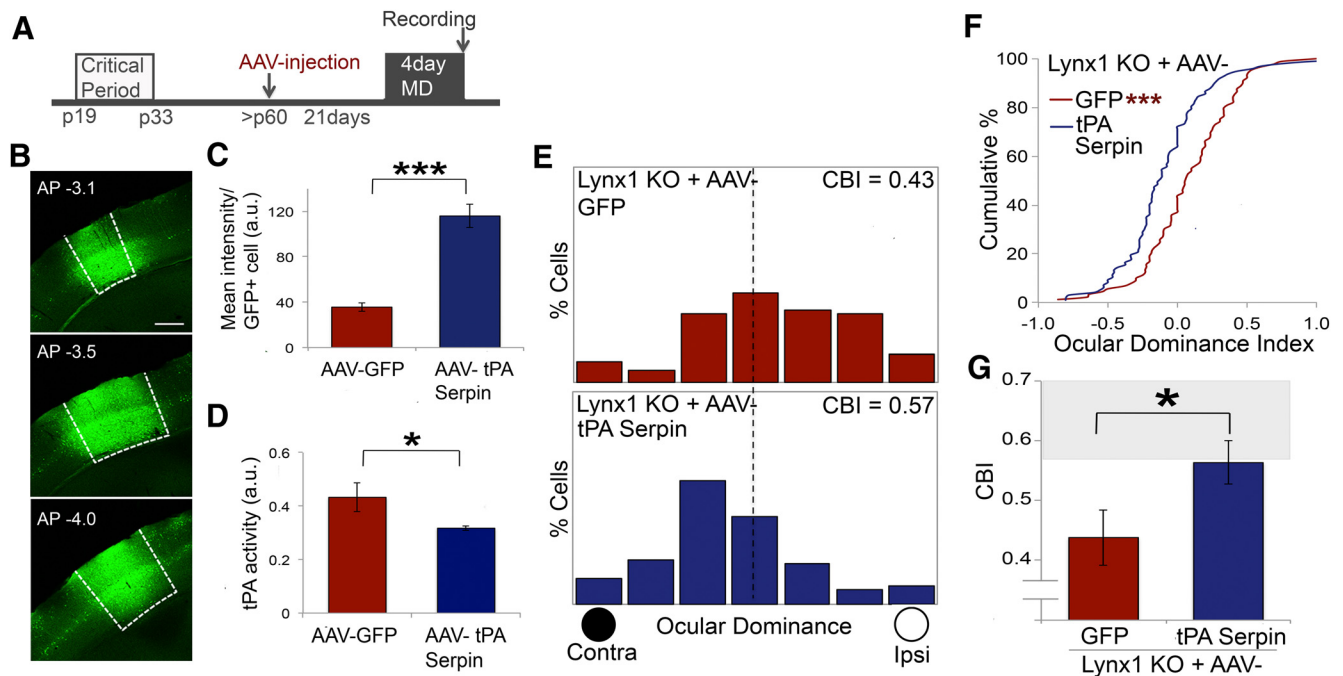 A
Recording
Critical Period
AAV-injection
4day MD
p19
p33
>p60
21days
B
AP -3.1
AP -3.5
AP -4.0
C
***
Mean intensity/
GFP+ cell (a.u.)
120
80
40
0
AAV-GFP
AAV- tPA
Serpin
D
*
tPA activity (a.u.)
0.6
0.4
0.2
0
AAV-GFP
AAV- tPA
Serpin
E
Lynx1 KO + AAV-
GFP
CBI = 0.43
% Cells
Lynx1 KO + AAV-
tPA Serpin
CBI = 0.57
% Cells
Contra
Ocular Dominance
Ipsi
F
Lynx1 KO + AAV-
GFP ***
tPA
Serpin
Cumulative %
100
80
60
40
20
0
-1.0
-0.5
0.0
0.5
1.0
Ocular Dominance Index
G
*
CBI
0.7
0.6
0.5
0.4
GFP
tPA Serpin
Lynx1 KO + AAV-